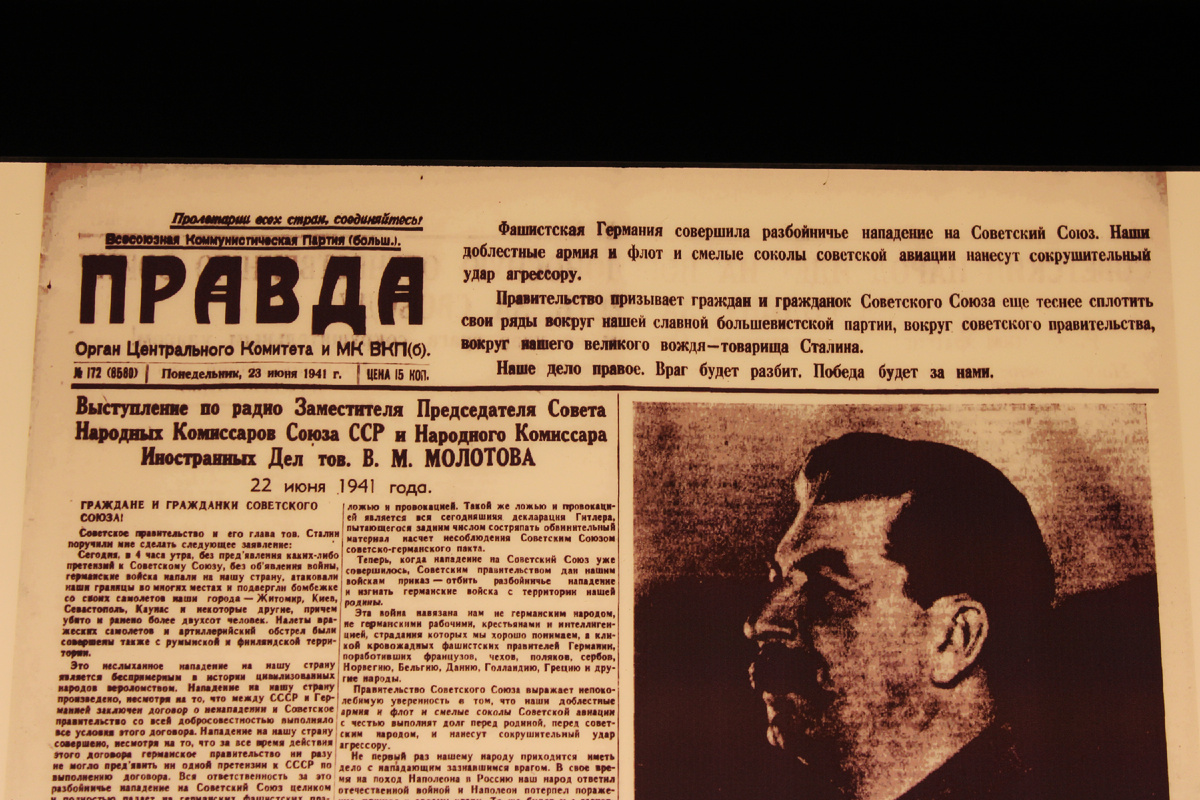 Пролетарии всех стран, соединяйтесь!
Всесоюзная Коммунистическая Партия (больш.).
ПРАВДА
Орган Центрального Комитета и МК ВКП(б).
№ 172 (8580) | Понедельник, 23 июня 1941 г. | ЦЕНА 15 КОП.
Фашистская Германия совершила разбойничье нападение на Советский Союз. Наши
доблестные армия и флот и смелые соколы советской авиации нанесут сокрушительный
удар агрессору.
Правительство призывает граждан и гражданок Советского Союза еще теснее сплотить
свои ряды вокруг нашей славной большевистской партии, вокруг советского правительства,
вокруг нашего великого вождя—товарища Сталина.
Наше дело правое. Враг будет разбит. Победа будет за нами.
Выступление по радио Заместителя Председателя Совета
Народных Комиссаров Союза ССР и Народного Комиссара
Иностранных Дел тов. В. М. МОЛОТОВА
22 июня 1941 года.
ГРАЖДАНЕ И ГРАЖДАНКИ СОВЕТСКОГО
СОЮЗА!
Советское правительство и его глава тов. Сталин
поручили мне сделать следующее заявление:
Сегодня, в 4 часа утра, без пред'явления каких-либо
претензий к Советскому Союзу, без об'явления войны,
германские войска напали на нашу страну, атаковали
наши границы во многих местах и подвергли бомбежке
со своих самолетов наши города — Житомир, Киев,
Севастополь, Каунас и некоторые другие, причем
убито и ранено более двухсот человек. Налеты вра-
жеских самолетов и артиллерийский обстрел были
совершены также с румынской и финляндской терри-
тории.
Это неслыханное нападение на нашу страну
является беспримерным в истории цивилизованных
народов вероломством. Нападение на нашу страну
произведено, несмотря на то, что между СССР и Гер-
манией заключен договор о ненападении и Советское
правительство со всей добросовестностью выполняло
все условия этого договора. Нападение на нашу страну
совершено, несмотря на то, что за все время действия
этого договора германское правительство ни разу
не могло пред'явить ни одной претензии к СССР по
выполнению договора. Вся ответственность за это
разбойничье нападение на Советский Союз целиком
и полностью падает на германских фашистских пра-
ложью и провокацией. Такой же ложью и провокаци-
ей является вся сегодняшняя декларация Гитлера,
пытающегося задним числом состряпать обвинительный
материал насчет несоблюдения Советским Союзом
советско-германского пакта.
Теперь, когда нападение на Советский Союз уже
совершилось, Советским правительством дан нашим
войскам приказ — отбить разбойничье нападение
и изгнать германские войска с территории нашей
родины.
Эта война навязана нам не германским народом,
не германскими рабочими, крестьянами и интеллиген-
цией, страдания которых мы хорошо понимаем, а кли-
кой кровожадных фашистских правителей Германии,
поработивших французов, чехов, поляков, сербов,
Норвегию, Бельгию, Данию, Голландию, Грецию и дру-
гие народы.
Правительство Советского Союза выражает непоко-
лебимую уверенность в том, что наши доблестные
армия и флот и смелые соколы Советской авиации
с честью выполнят долг перед родиной, перед совет-
ским народом, и нанесут сокрушительный удар
агрессору.
Не первый раз нашему народу приходится иметь
дело с нападающим зазнавшимся врагом. В свое вре-
мя на поход Наполеона в Россию наш народ ответил
отечественной войной и Наполеон потерпел пораже-